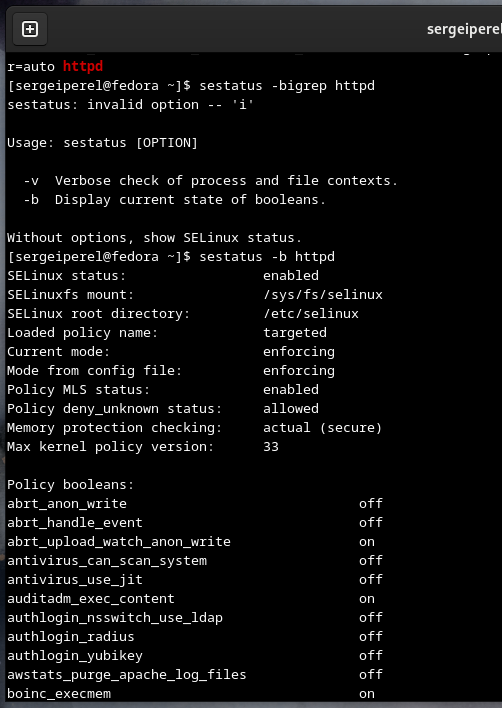 sergeiperel
r=auto httpd
[sergeiperel@fedora ~]$ sestatus -bigrep httpd
sestatus: invalid option -- 'i'
Usage: sestatus [OPTION]
-v  Verbose check of process and file contexts.
-b  Display current state of booleans.
Without options, show SELinux status.
[sergeiperel@fedora ~]$ sestatus -b httpd
SELinux status:                 enabled
SELinuxfs mount:                /sys/fs/selinux
SELinux root directory:         /etc/selinux
Loaded policy name:             targeted
Current mode:                   enforcing
Mode from config file:          enforcing
Policy MLS status:              enabled
Policy deny_unknown status:     allowed
Memory protection checking:     actual (secure)
Max kernel policy version:      33
Policy booleans:
abrt_anon_write                             off
abrt_handle_event                           off
abrt_upload_watch_anon_write                on
antivirus_can_scan_system                   off
antivirus_use_jit                           off
auditadm_exec_content                       on
authlogin_nsswitch_use_ldap                 off
authlogin_radius                            off
authlogin_yubikey                           off
awstats_purge_apache_log_files              off
boinc_execmem                               on